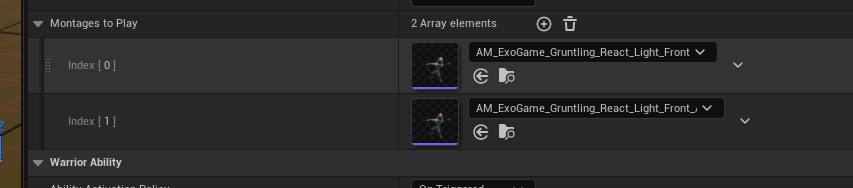 Montages to Play
2 Array elements
AM_ExoGame_Gruntling_React_Light_Front
Index [ 0 ]
AM_ExoGame_Gruntling_React_Light_Front_
Index [ 1 ]
Warrior Ability
Ability Activation Policy
On Triggered